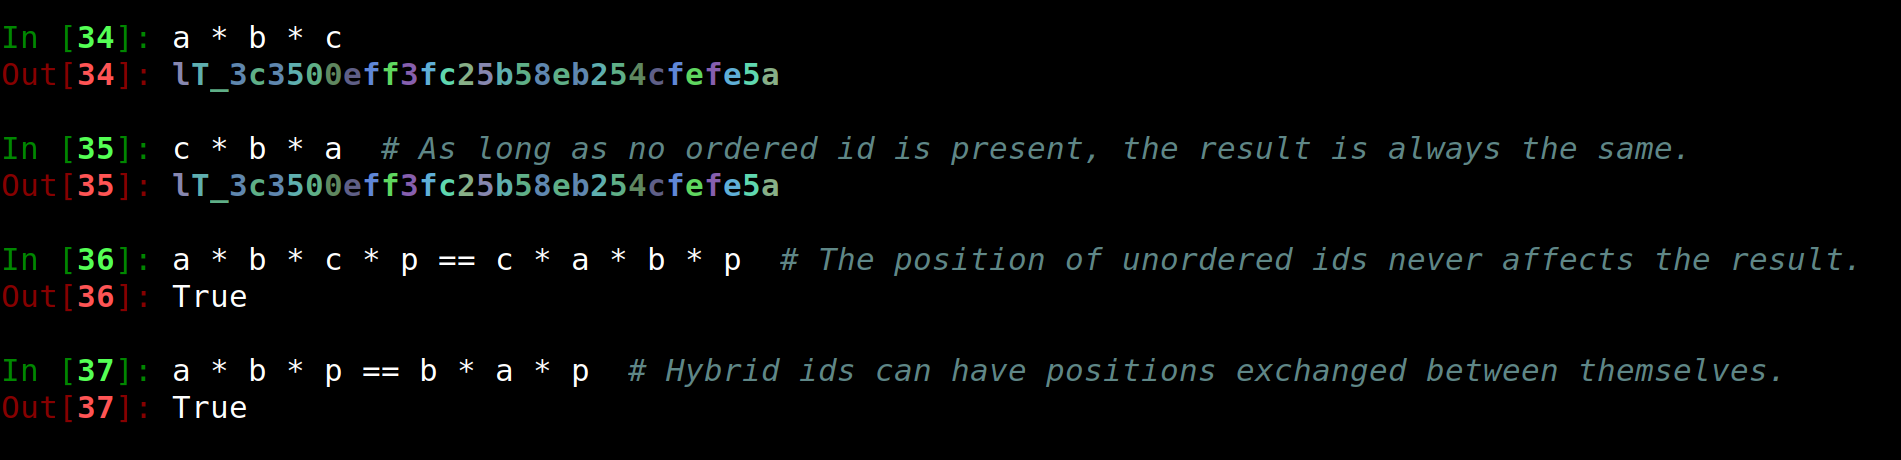 In [34]: a * b * c
Out[34]: lT_3c3500eff3fc25b58eb254cfefe5a
In [35]: c * b * a  # As long as no ordered id is present, the result is always the same.
Out[35]: lT_3c3500eff3fc25b58eb254cfefe5a
In [36]: a * b * c * p == c * a * b * p  # The position of unordered ids never affects the result.
Out[36]: True
In [37]: a * b * p == b * a * p  # Hybrid ids can have positions exchanged between themselves.
Out[37]: True